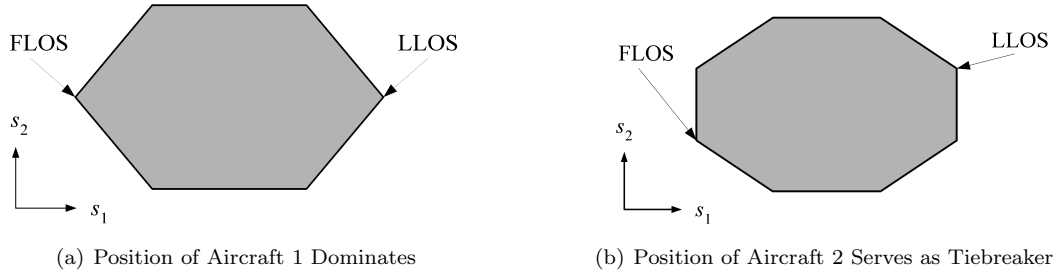 FLOS
LLOS
s2
s1
(a) Position of Aircraft 1 Dominates
FLOS
LLOS
s2
s1
(b) Position of Aircraft 2 Serves as Tiebreaker